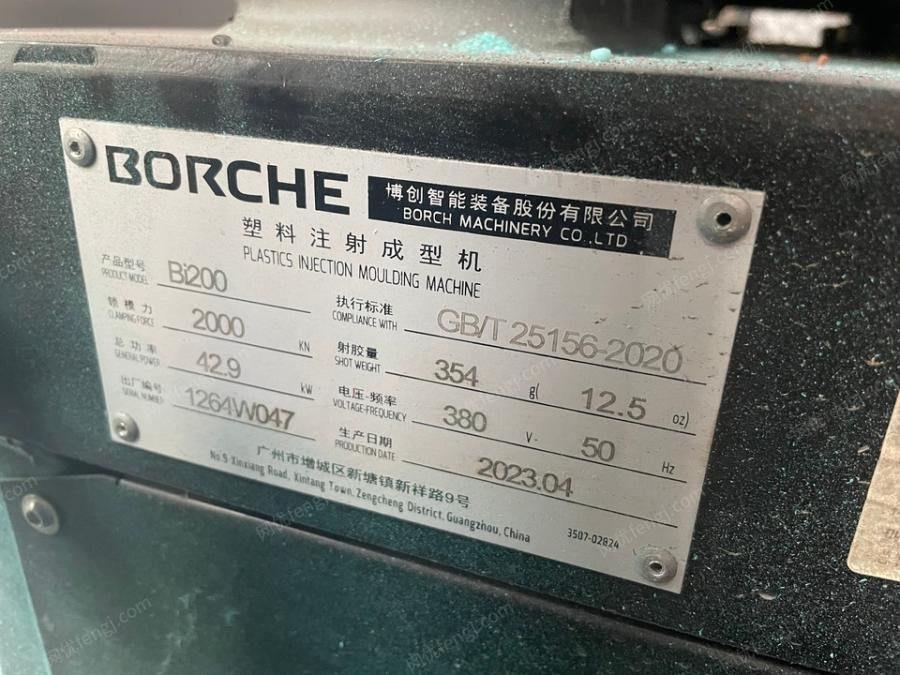 BORCHE
博创智能装备股份有限公司
BORCH MACHINERY CO.,LTD
塑料注射成型机
PLASTICS INJECTION MOULDING MACHINE
产品型号 Bi200
PRODUCT MODEL
执行标准 GB/T 25156-2020
COMPLIANCE WITH
锁模力 2000 KN
CLAMPING FORCE
射胶量 354 g( 12.5 oz)
SHOT WEIGHT
总功率 42.9 kW
GENERAL POWER
电压-频率 380 V- 50 Hz
VOLTAGE-FREQUENCY
出厂编号 1264W047
SERIAL NUMBER
生产日期 2023.04
PRODUCTION DATE
广州市增城区新塘镇新祥路9号
No.9 Xinxiang Road, Xintang Town, Zengcheng District, Guangzhou, China
3507-02824